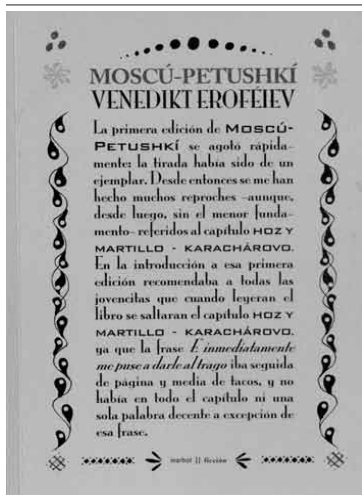 MOSCÚ-PETUSHKÍ
VENEDIKT EROFÉIEV
La primera edición de MOSCÚ-
PETUSHKÍ se agotó rápida-
mente: la tirada había sido de un
ejemplar. Desde entonces se me han
hecho muchos reproches –aunque,
desde luego, sin el menor funda-
mento– referidos al capítulo HOZ Y
MARTILLO - KARACHÁROVO.
En la introducción a esa primera
edición recomendaba a todas las
jovencitas que cuando leyeran el
libro se saltaran el capítulo HOZ Y
MARTILLO - KARACHÁROVO,
ya que la frase E inmediatamente
me puse a darle al trago iba seguida
de página y media de tacos, y no
había en todo el capítulo ni una
sola palabra decente a excepción de
esa frase.
marbot || ficción